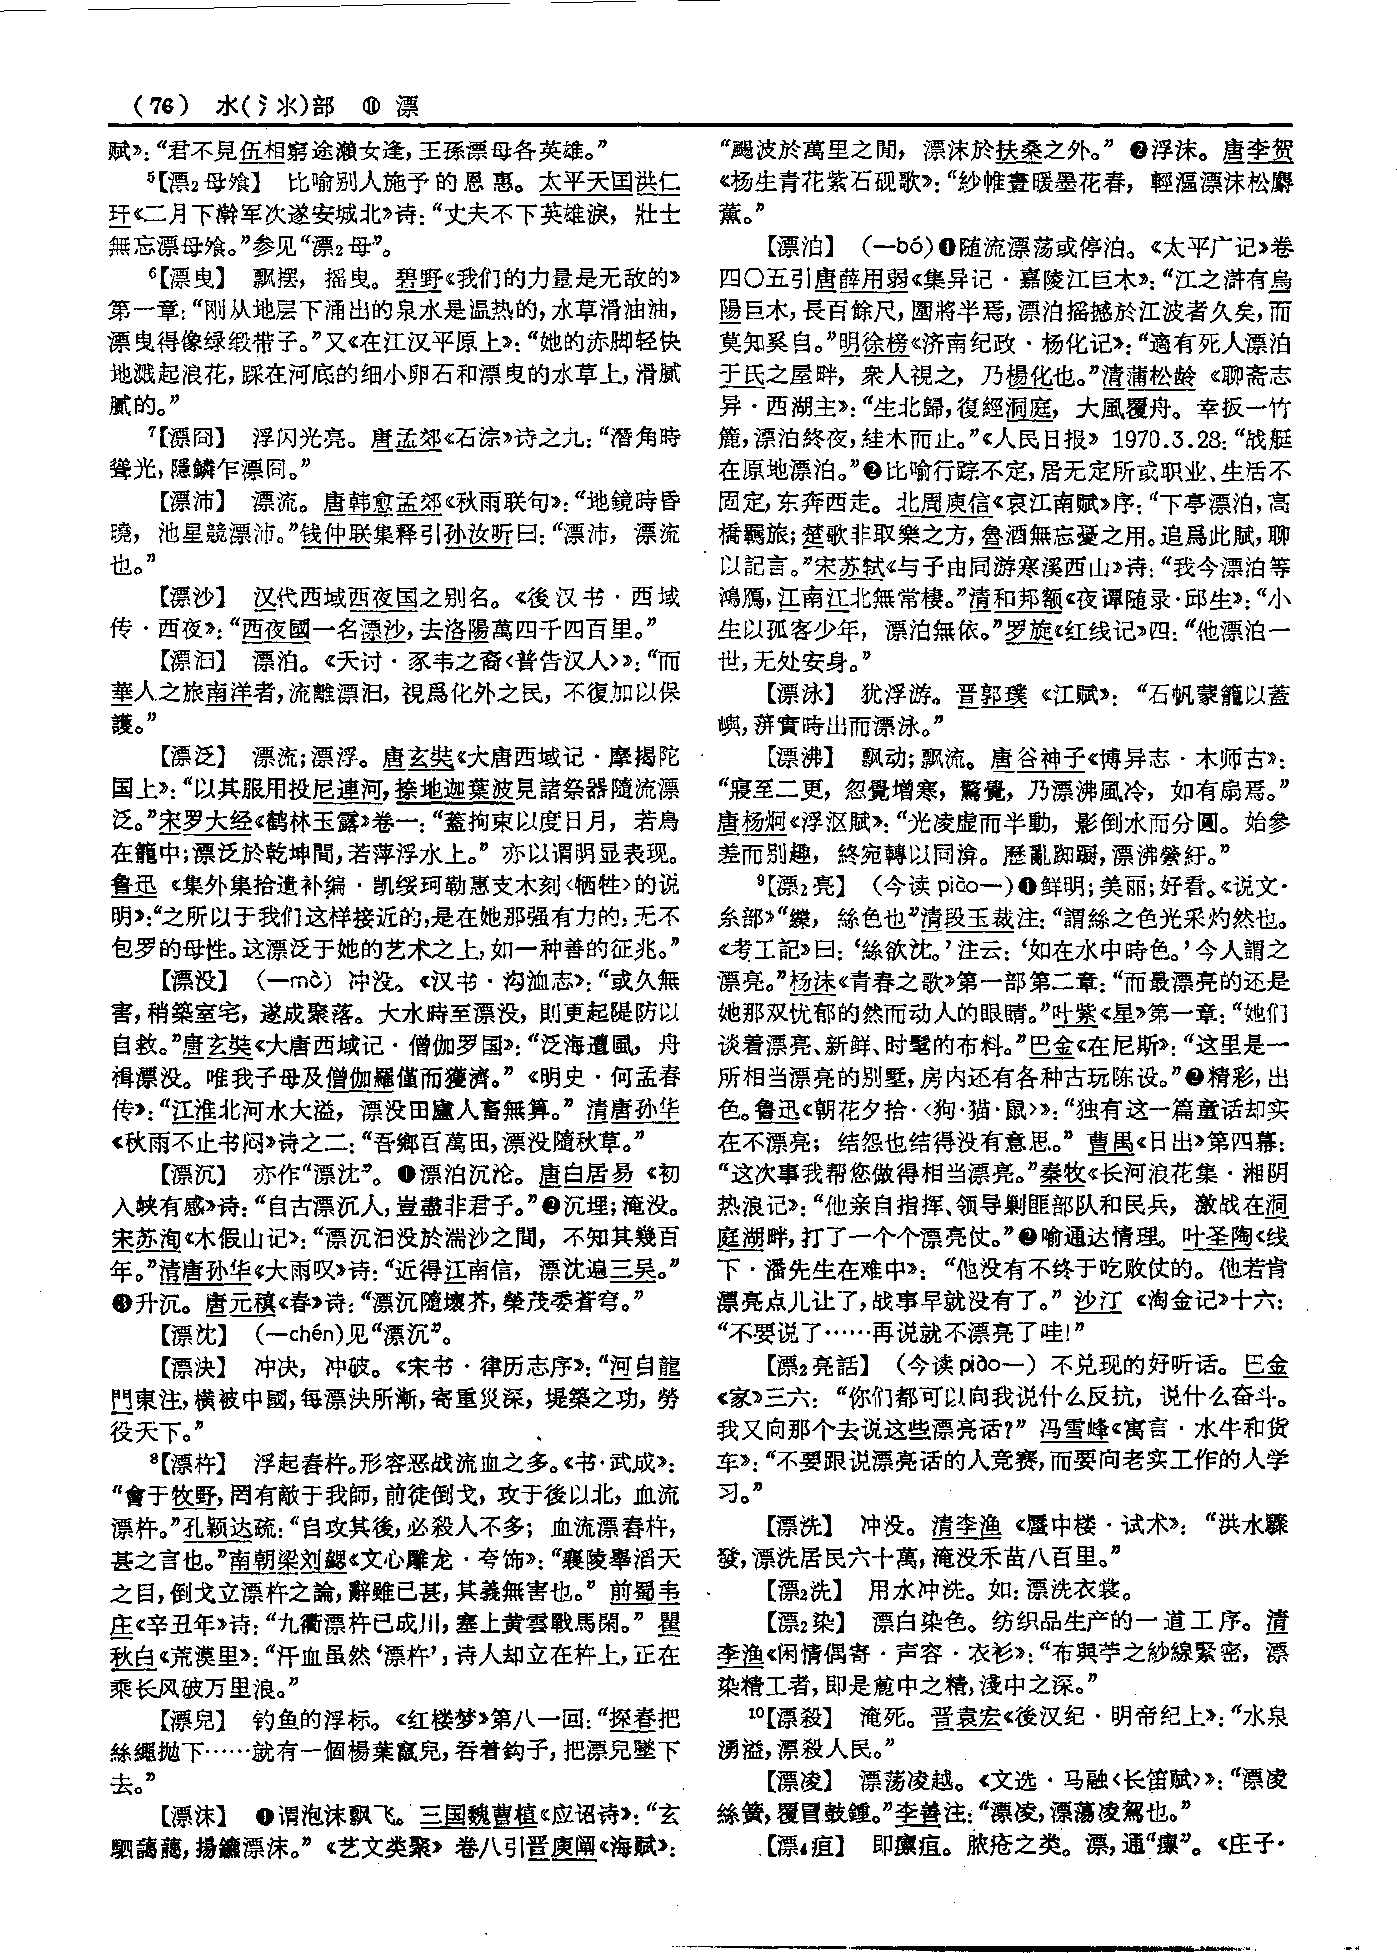 （76） 水（氵氺）部 ⑪ 漂
赋》：“君不見伍相窮途瀨女逢，王孫漂母各英雄。”
⁵【漂₂母飧】 比喻别人施予的恩惠。太平天国洪仁
玕《二月下澣军次遂安城北》诗：“丈夫不下英雄淚，壯士
無忘漂母飧。”参见“漂₂母”。
⁶【漂曳】 飘摆，摇曳。碧野《我们的力量是无敌的》
第一章：“刚从地层下涌出的泉水是温热的，水草滑油油，
漂曳得像绿缎带子。”又《在江汉平原上》：“她的赤脚轻快
地溅起浪花，踩在河底的细小卵石和漂曳的水草上，滑腻
腻的。”
⁷【漂冏】 浮闪光亮。唐孟郊《石淙》诗之九：“潛角時
聳光，隱鱗乍漂冏。”
【漂沛】 漂流。唐韩愈孟郊《秋雨联句》：“地鏡時昏
曉，池星競漂沛。”钱仲联集释引孙汝听曰：“漂沛，漂流
也。”
【漂沙】 汉代西域西夜国之别名。《後汉书·西域
传·西夜》：“西夜國一名漂沙，去洛陽萬四千四百里。”
【漂汩】 漂泊。《天讨·豕韦之裔〈普告汉人〉》：“而
華人之旅南洋者，流離漂汩，視爲化外之民，不復加以保
護。”
【漂泛】 漂流；漂浮。唐玄奘《大唐西域记·摩揭陀
国上》：“以其服用投尼連河，捺地迦葉波見諸祭器隨流漂
泛。”宋罗大经《鹤林玉露》卷一：“蓋拘束以度日月，若鳥
在籠中；漂泛於乾坤間，若萍浮水上。”亦以谓明显表现。
鲁迅《集外集拾遗补编·凯绥珂勒惠支木刻〈牺牲〉的说
明》：“之所以于我们这样接近的，是在她那强有力的，无不
包罗的母性。这漂泛于她的艺术之上，如一种善的征兆。”
【漂没】 （—mò）冲没。《汉书·沟洫志》：“或久無
害，稍築室宅，遂成聚落。大水時至漂没，則更起隄防以
自救。”唐玄奘《大唐西域记·僧伽罗国》：“泛海遭風，舟
楫漂没。唯我子母及僧伽羅僅而獲濟。”《明史·何孟春
传》：“江淮北河水大溢，漂没田廬人畜無算。”清唐孙华
《秋雨不止书闷》诗之二：“吾鄉百萬田，漂没隨秋草。”
【漂沉】 亦作“漂沈”。❶漂泊沉沦。唐白居易《初
入峡有感》诗：“自古漂沉人，豈盡非君子。”❷沉埋；淹没。
宋苏洵《木假山记》：“漂沉汩没於湍沙之間，不知其幾百
年。”清唐孙华《大雨叹》诗：“近得江南信，漂沈遍三吴。”
❸升沉。唐元稹《春》诗：“漂沉隨壞芥，榮茂委蒼穹。”
【漂沈】 （—chén）见“漂沉”。
【漂決】 冲决，冲破。《宋书·律历志序》：“河自龍
門東注，横被中國，每漂決所漸，寄重災深，堤築之功，勞
役天下。”
⁸【漂杵】 浮起舂杵。形容恶战流血之多。《书·武成》：
“會于牧野，罔有敵于我師，前徒倒戈，攻于後以北，血流
漂杵。”孔颖达疏：“自攻其後，必殺人不多；血流漂舂杵，
甚之言也。”南朝梁刘勰《文心雕龙·夸饰》：“襄陵舉滔天
之目，倒戈立漂杵之論，辭雖已甚，其義無害也。”前蜀韦
庄《辛丑年》诗：“九衢漂杵已成川，塞上黄雲戰馬閑。”瞿
秋白《荒漠里》：“汗血虽然‘漂杵’，诗人却立在杵上，正在
乘长风破万里浪。”
【漂兒】 钓鱼的浮标。《红楼梦》第八一回：“探春把
絲繩抛下……就有一個楊葉竄兒，吞着鈎子，把漂兒墜下
去。”
【漂沫】 ❶谓泡沫飘飞。三国魏曹植《应诏诗》：“玄
駟藹藹，揚鑣漂沫。”《艺文类聚》卷八引晋庾阐《海赋》：
“颺波於萬里之間，漂沫於扶桑之外。”❷浮沫。唐李贺
《杨生青花紫石砚歌》：“紗帷晝暖墨花春，輕漚漂沫松麝
薰。”
【漂泊】 （—bó）❶随流漂荡或停泊。《太平广记》卷
四〇五引唐薛用弱《集异记·嘉陵江巨木》：“江之滸有烏
陽巨木，長百餘尺，圍將半焉，漂泊摇撼於江波者久矣，而
莫知奚自。”明徐榜《济南纪政·杨化记》：“適有死人漂泊
于氏之屋畔，衆人視之，乃楊化也。”清蒲松龄《聊斋志
异·西湖主》：“生北歸，復經洞庭，大風覆舟。幸扳一竹
簏，漂泊終夜，絓木而止。”《人民日报》1970.3.28：“战艇
在原地漂泊。”❷比喻行踪不定，居无定所或职业、生活不
固定，东奔西走。北周庾信《哀江南赋》序：“下亭漂泊，高
橋羈旅；楚歌非取樂之方，魯酒無忘憂之用。追爲此賦，聊
以記言。”宋苏轼《与子由同游寒溪西山》诗：“我今漂泊等
鴻鴈，江南江北無常棲。”清和邦额《夜谭随录·邱生》：“小
生以孤客少年，漂泊無依。”罗旋《红线记》四：“他漂泊一
世，无处安身。”
【漂泳】 犹浮游。晋郭璞《江赋》：“石帆蒙籠以蓋
嶼，蓱實時出而漂泳。”
【漂沸】 飘动；飘流。唐谷神子《博异志·木师古》：
“寢至二更，忽覺增寒，驚覺，乃漂沸風冷，如有扇焉。”
唐杨炯《浮沤赋》：“光凌虚而半動，影倒水而分圓。始參
差而别趣，終宛轉以同淪。歷亂踟蹰，漂沸縈紆。”
⁹【漂₂亮】 （今读 piào—）❶鲜明；美丽；好看。《说文·
糸部》“纅，絲色也”清段玉裁注：“謂絲之色光采灼然也。
《考工記》曰：‘絲欲沈。’注云：‘如在水中時色。’今人謂之
漂亮。”杨沫《青春之歌》第一部第二章：“而最漂亮的还是
她那双忧郁的然而动人的眼睛。”叶紫《星》第一章：“她们
谈着漂亮、新鲜、时髦的布料。”巴金《在尼斯》：“这里是一
所相当漂亮的别墅，房内还有各种古玩陈设。”❷精彩，出
色。鲁迅《朝花夕拾·〈狗·猫·鼠〉》：“独有这一篇童话却实
在不漂亮；结怨也结得没有意思。”曹禺《日出》第四幕：
“这次事我帮您做得相当漂亮。”秦牧《长河浪花集·湘阴
热浪记》：“他亲自指挥、领导剿匪部队和民兵，激战在洞
庭湖畔，打了一个个漂亮仗。”❷喻通达情理。叶圣陶《线
下·潘先生在难中》：“他没有不终于吃败仗的。他若肯
漂亮点儿让了，战事早就没有了。”沙汀《淘金记》十六：
“不要说了……再说就不漂亮了哇！”
【漂₂亮話】 （今读 piào—）不兑现的好听话。巴金
《家》三六：“你们都可以向我说什么反抗，说什么奋斗。
我又向那个去说这些漂亮话？”冯雪峰《寓言·水牛和货
车》：“不要跟说漂亮话的人竞赛，而要向老实工作的人学
习。”
【漂洗】 冲没。清李渔《蜃中楼·试术》：“洪水驟
發，漂洗居民六十萬，淹没禾苗八百里。”
【漂₂洗】 用水冲洗。如：漂洗衣裳。
【漂₂染】 漂白染色。纺织品生产的一道工序。清
李渔《闲情偶寄·声容·衣衫》：“布與苧之紗線緊密，漂
染精工者，即是麄中之精，淺中之深。”
¹⁰【漂殺】 淹死。晋袁宏《後汉纪·明帝纪上》：“水泉
湧溢，漂殺人民。”
【漂凌】 漂荡凌越。《文选·马融〈长笛赋〉》：“漂凌
絲簧，覆冒鼓鍾。”李善注：“漂凌，漂蕩凌駕也。”
【漂₄疽】 即瘭疽。脓疮之类。漂，通“瘭”。《庄子·